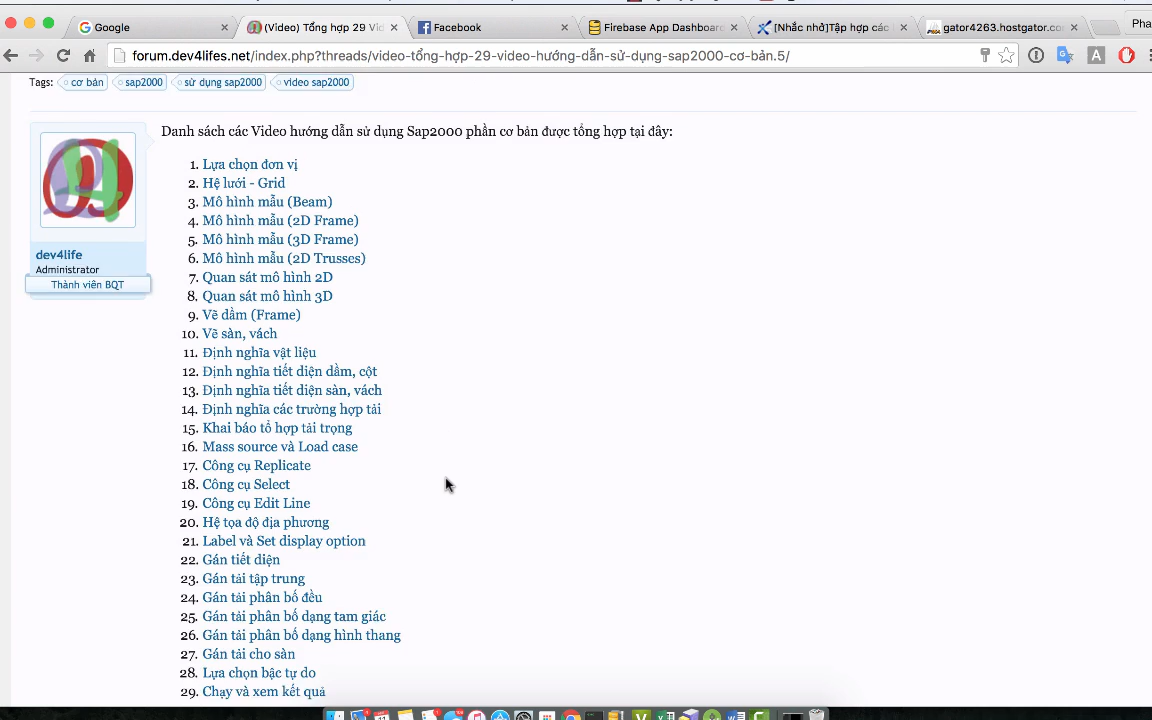 Google
(Video) Tổng hợp 29 Vi
Facebook
Firebase App Dashboard
[Nhắc nhở]Tập hợp các
gator4263.hostgator.co
Pha
forum.dev4lifes.net/index.php?threads/video-tổng-hợp-29-video-hướng-dẫn-sử-dụng-sap2000-cơ-bản.5/
Tags: cơ bản sap2000 sử dụng sap2000 video sap2000
Danh sách các Video hướng dẫn sử dụng Sap2000 phần cơ bản được tổng hợp tại đây:
dev4life
Administrator
Thành viên BQT
1. Lựa chọn đơn vị
2. Hệ lưới - Grid
3. Mô hình mẫu (Beam)
4. Mô hình mẫu (2D Frame)
5. Mô hình mẫu (3D Frame)
6. Mô hình mẫu (2D Trusses)
7. Quan sát mô hình 2D
8. Quan sát mô hình 3D
9. Vẽ dầm (Frame)
10. Vẽ sàn, vách
11. Định nghĩa vật liệu
12. Định nghĩa tiết diện dầm, cột
13. Định nghĩa tiết diện sàn, vách
14. Định nghĩa các trường hợp tải
15. Khai báo tổ hợp tải trọng
16. Mass source và Load case
17. Công cụ Replicate
18. Công cụ Select
19. Công cụ Edit Line
20. Hệ tọa độ địa phương
21. Label và Set display option
22. Gán tiết diện
23. Gán tải tập trung
24. Gán tải phân bố đều
25. Gán tải phân bố dạng tam giác
26. Gán tải phân bố dạng hình thang
27. Gán tải cho sàn
28. Lựa chọn bậc tự do
29. Chạy và xem kết quả